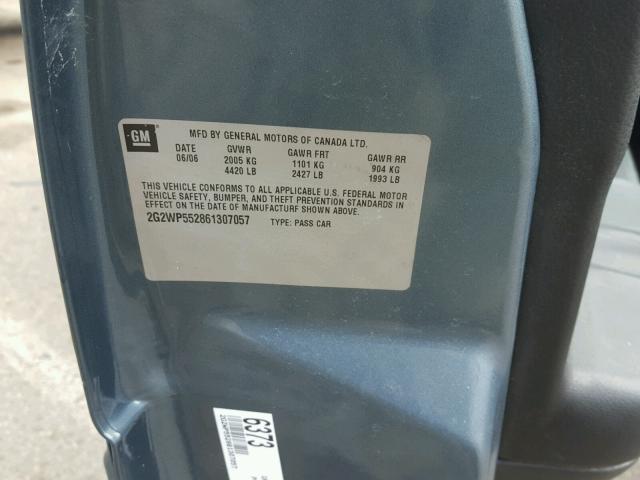 GM
MFD BY GENERAL MOTORS OF CANADA LTD.
DATE GVWR GAWR FRT GAWR RR
06/06 2005 KG 1101 KG 904 KG
4420 LB 2427 LB 1993 LB
THIS VEHICLE CONFORMS TO ALL APPLICABLE U.S. FEDERAL MOTOR
VEHICLE SAFETY, BUMPER, AND THEFT PREVENTION STANDARDS IN
EFFECT ON THE DATE OF MANUFACTURF SHOWN ABOVE.
2G2WP552861307057 TYPE: PASS CAR
6373